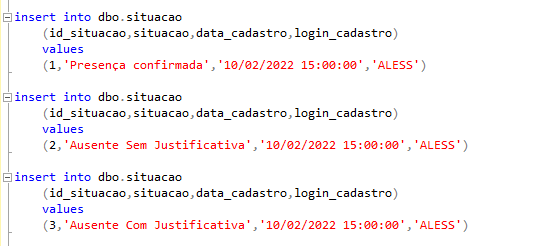 insert into dbo.situacao
(id_situacao,situacao,data_cadastro,login_cadastro)
values
(1,'Presença confirmada','10/02/2022 15:00:00','ALESS')
insert into dbo.situacao
(id_situacao,situacao,data_cadastro,login_cadastro)
values
(2,'Ausente Sem Justificativa','10/02/2022 15:00:00','ALESS')
insert into dbo.situacao
(id_situacao,situacao,data_cadastro,login_cadastro)
values
(3,'Ausente Com Justificativa','10/02/2022 15:00:00','ALESS')